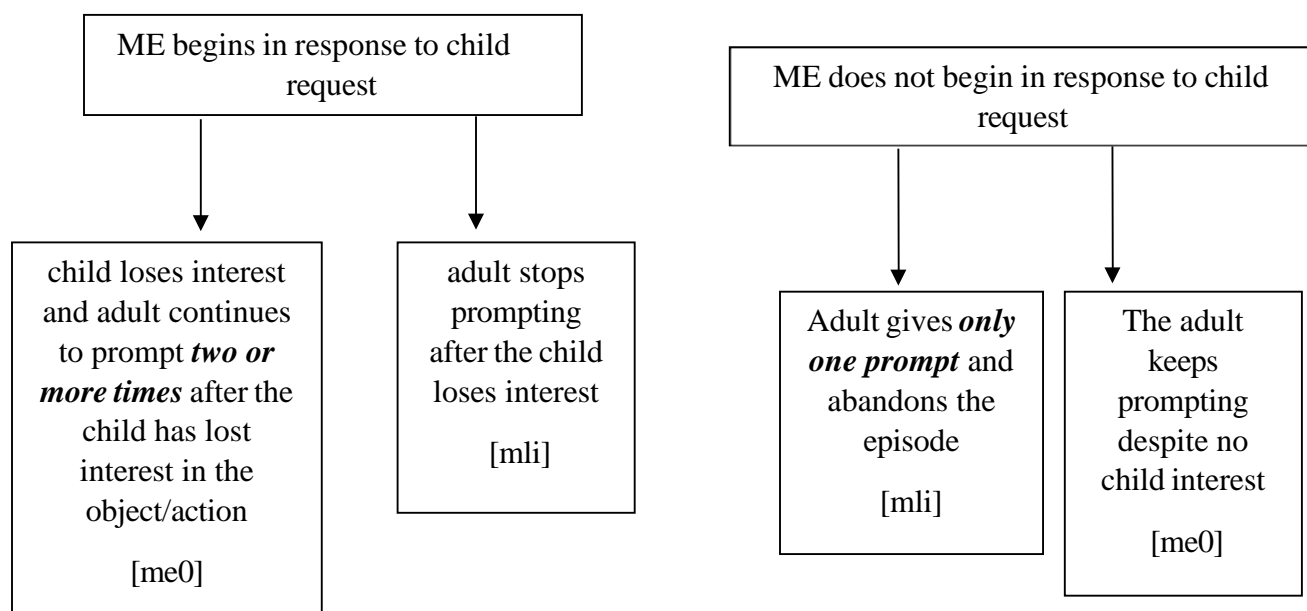 ME begins in response to child
request
child loses interest
and adult continues
to prompt two or
more times after the
child has lost
interest in the
object/action
[me0]
adult stops
prompting
after the child
loses interest
[mli]
ME does not begin in response to child
request
Adult gives only
one prompt and
abandons the
episode
[mli]
The adult
keeps
prompting
despite no
child interest
[me0]